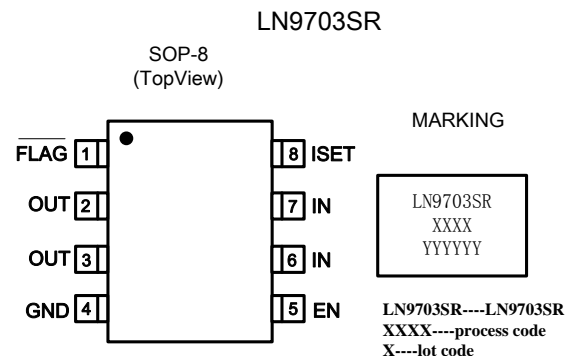 LN9703SR
SOP-8
(TopView)
FLAG 1
OUT 2
OUT 3
GND 4
8 ISET
7 IN
6 IN
5 EN
MARKING
LN9703SR
XXXX
YYYYYY
LN9703SR----LN9703SR
XXXX----process code
X----lot code